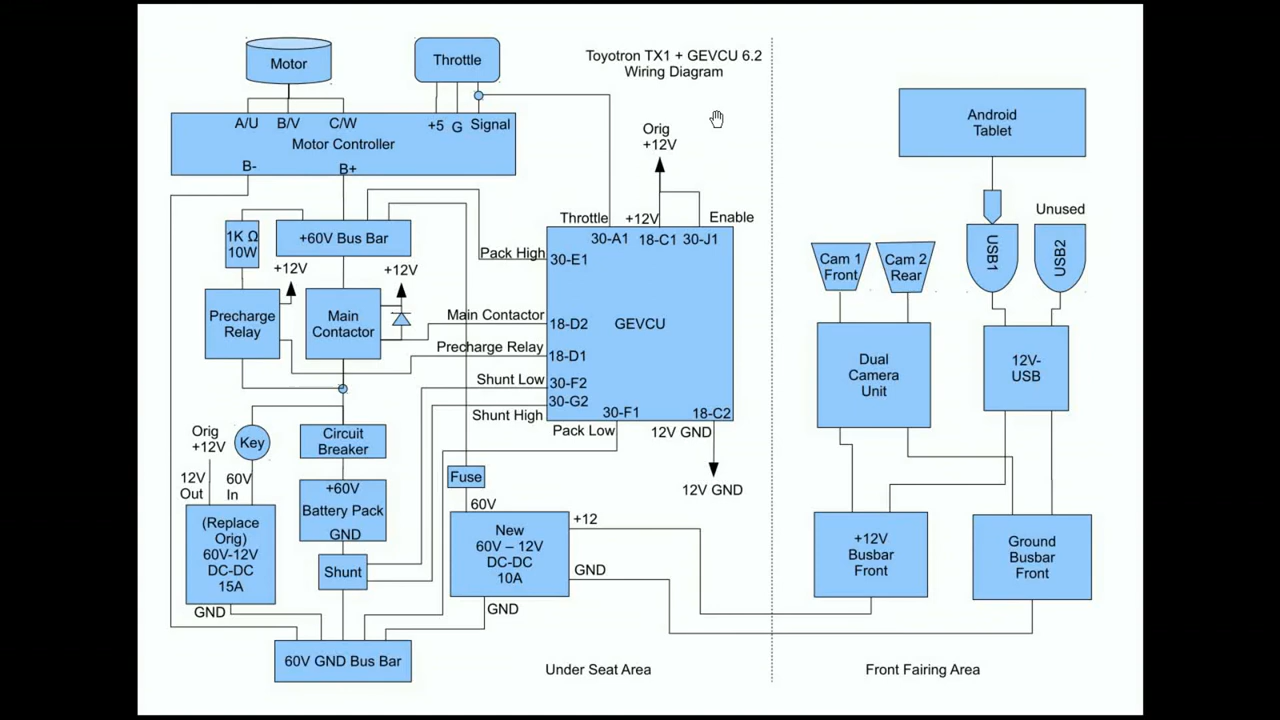 Toyotron TX1 + GEVCU 6.2
Wiring Diagram
Motor
Throttle
A/U
B/V
C/W
+5
G
Signal
Motor Controller
B-
B+
Orig
+12V
1K Ω
10W
+60V Bus Bar
+12V
+12V
Precharge
Relay
Main
Contactor
Throttle
+12V
Enable
30-A1
18-C1
30-J1
Pack High
30-E1
Main Contactor
18-D2
GEVCU
Precharge Relay
18-D1
Shunt Low
30-F2
Shunt High
30-G2
30-F1
18-C2
Pack Low
12V GND
12V GND
Orig
+12V
Key
Circuit
Breaker
12V
Out
60V
In
+60V
Battery Pack
GND
Fuse
60V
(Replace
Orig)
60V-12V
DC-DC
15A
GND
Shunt
New
60V – 12V
DC-DC
10A
+12
GND
GND
60V GND Bus Bar
Under Seat Area
Android
Tablet
Unused
Cam 1
Front
Cam 2
Rear
USB1
USB2
Dual
Camera
Unit
12V-
USB
+12V
Busbar
Front
Ground
Busbar
Front
Front Fairing Area